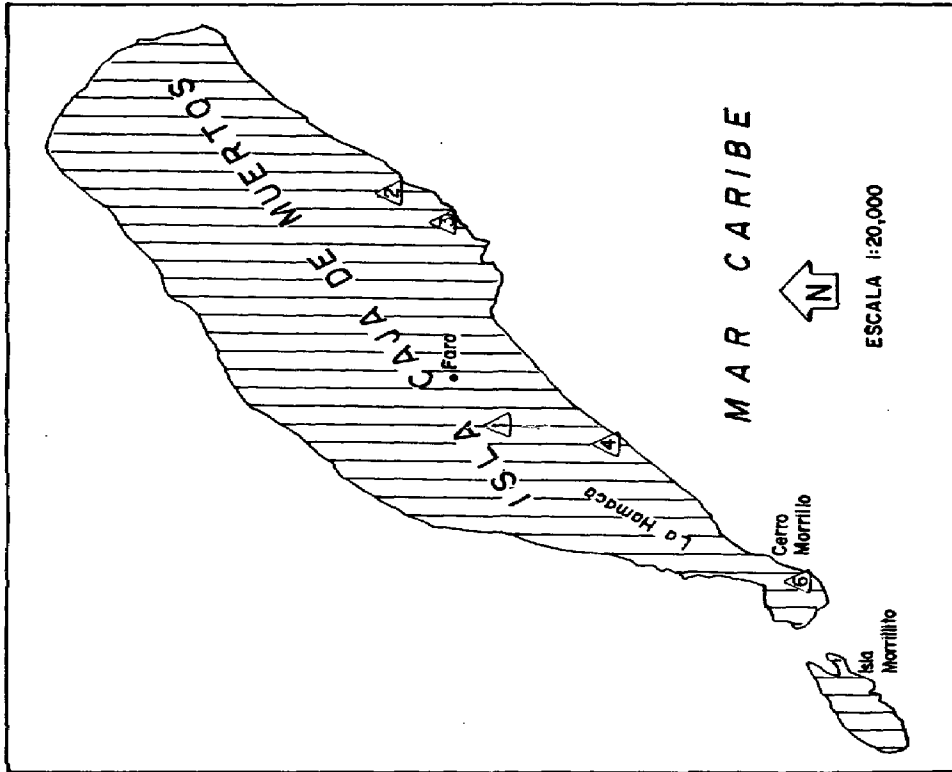 ISLA CAJA DE MUERTOS
2
3
Faro
1
4
La Hamaca
6
Cerro
Morrillo
Isla
Morrillito
MAR CARIBE
N
ESCALA 1:20,000